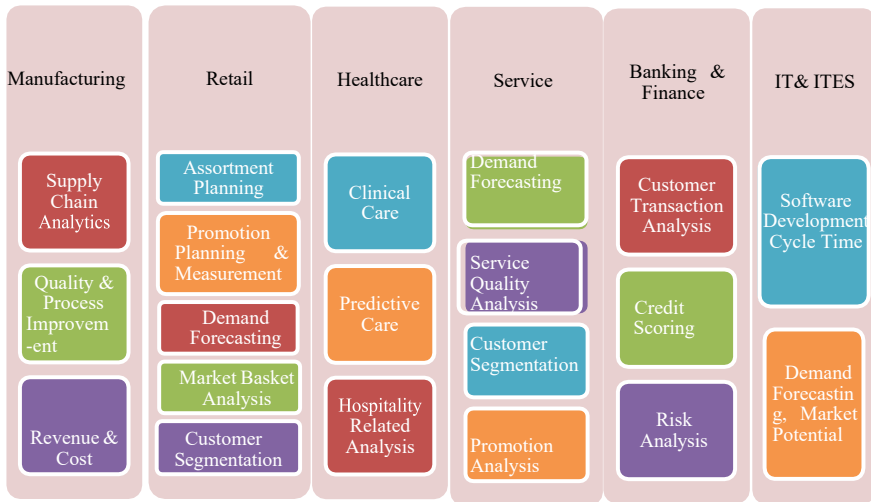 Manufacturing
Supply
Chain
Analytics
Quality &
Process
Improvem
-ent
Revenue &
Cost
Retail
Assortment
Planning
Promotion
Planning &
Measurement
Demand
Forecasting
Market Basket
Analysis
Customer
Segmentation
Healthcare
Clinical
Care
Predictive
Care
Hospitality
Related
Analysis
Service
Demand
Forecasting
Service
Quality
Analysis
Customer
Segmentation
Promotion
Analysis
Banking &
Finance
Customer
Transaction
Analysis
Credit
Scoring
Risk
Analysis
IT& ITES
Software
Development
Cycle Time
Demand
Forecastin
g, Market
Potential